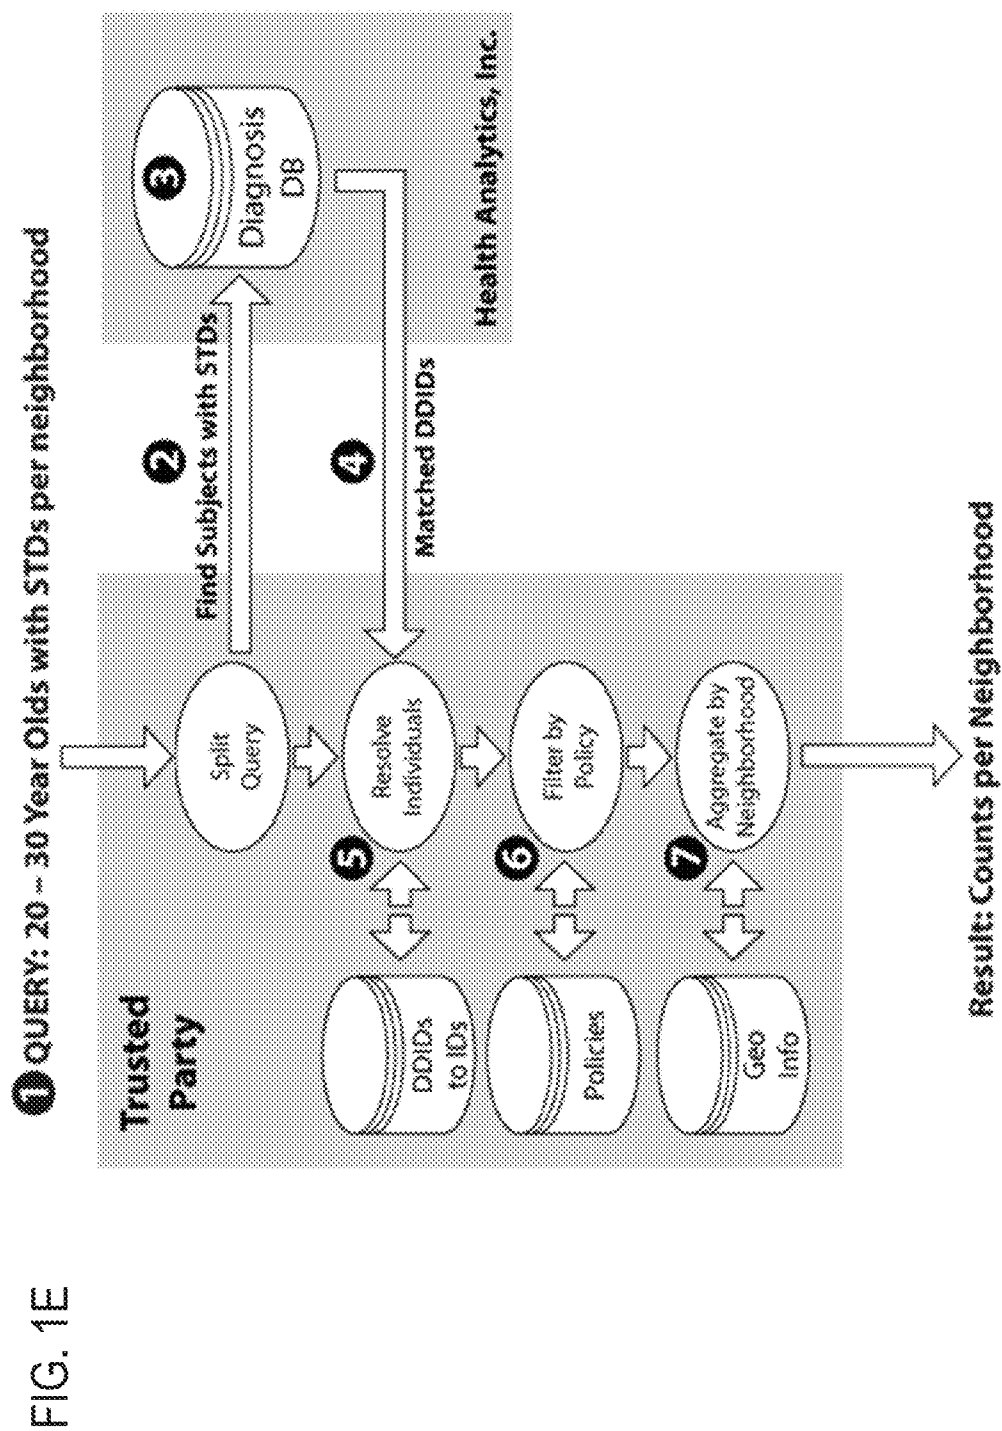 FIG. 1E
1 QUERY: 20 – 30 Year Olds with STDs per neighborhood
Trusted
Party
Split
Query
2
Find Subjects with STDs
3
Diagnosis
DB
Health Analytics, Inc.
4
Matched DDIDs
5
Resolve
Individuals
DDIDs
to IDs
6
Filter by
Policy
Policies
7
Aggregate by
Neighborhood
Geo
Info
Result: Counts per Neighborhood